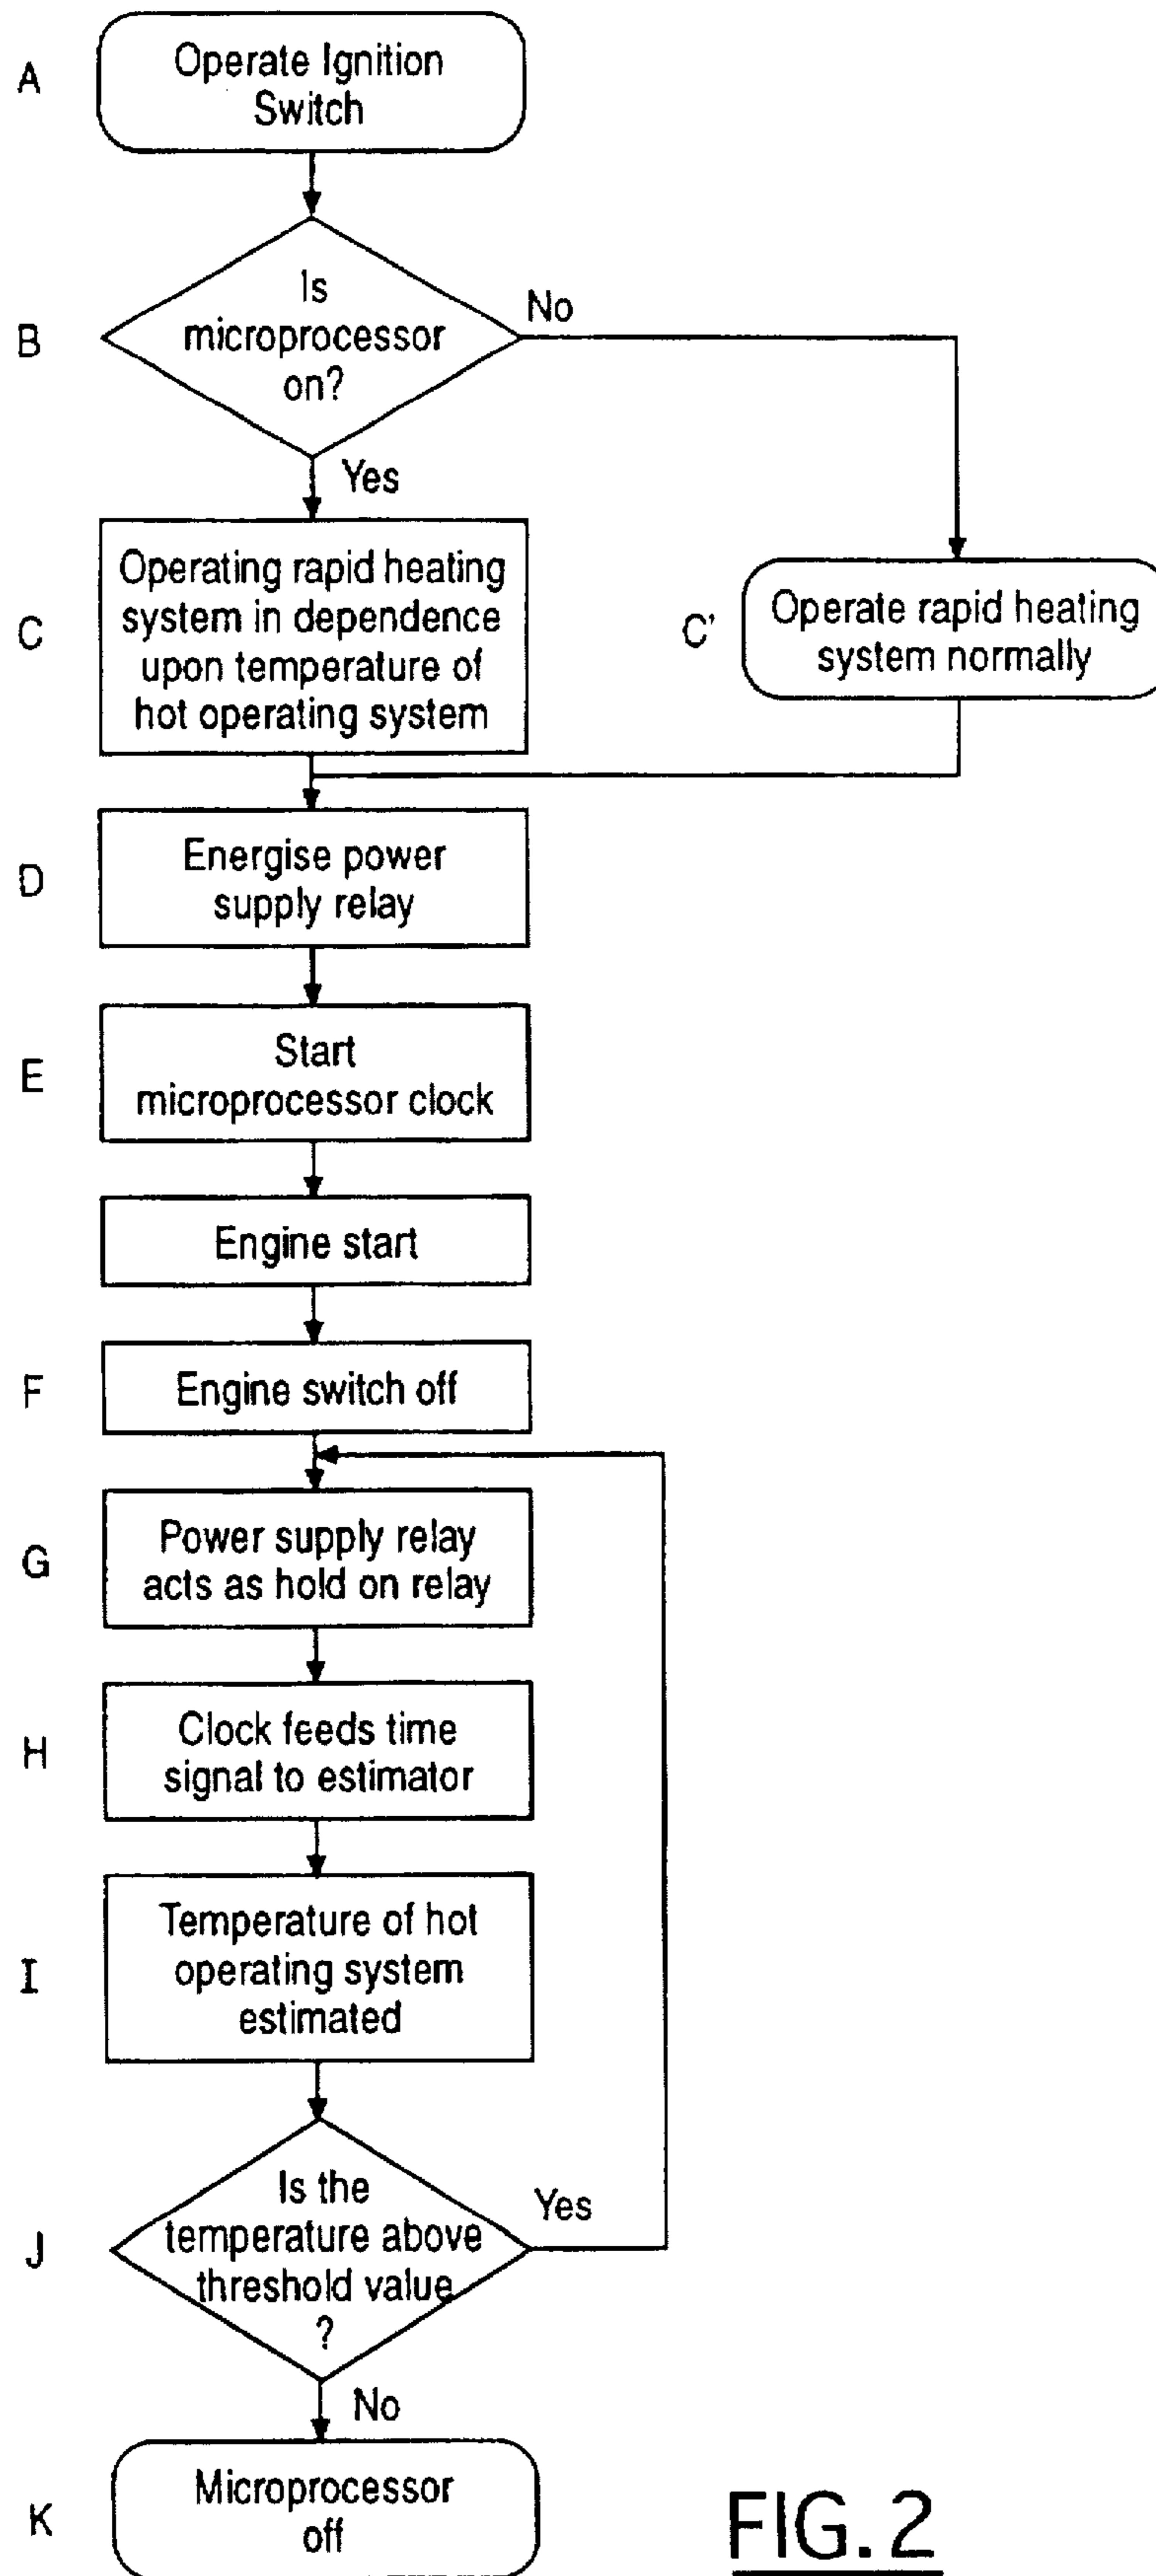 A
Operate Ignition
Switch
B
Is
microprocessor
on?
No
Yes
C
Operating rapid heating
system in dependence
upon temperature of
hot operating system
C'
Operate rapid heating
system normally
D
Energise power
supply relay
E
Start
microprocessor clock
Engine start
F
Engine switch off
G
Power supply relay
acts as hold on relay
H
Clock feeds time
signal to estimator
I
Temperature of hot
operating system
estimated
J
Is the
temperature above
threshold value
?
Yes
No
K
Microprocessor
off
FIG. 2